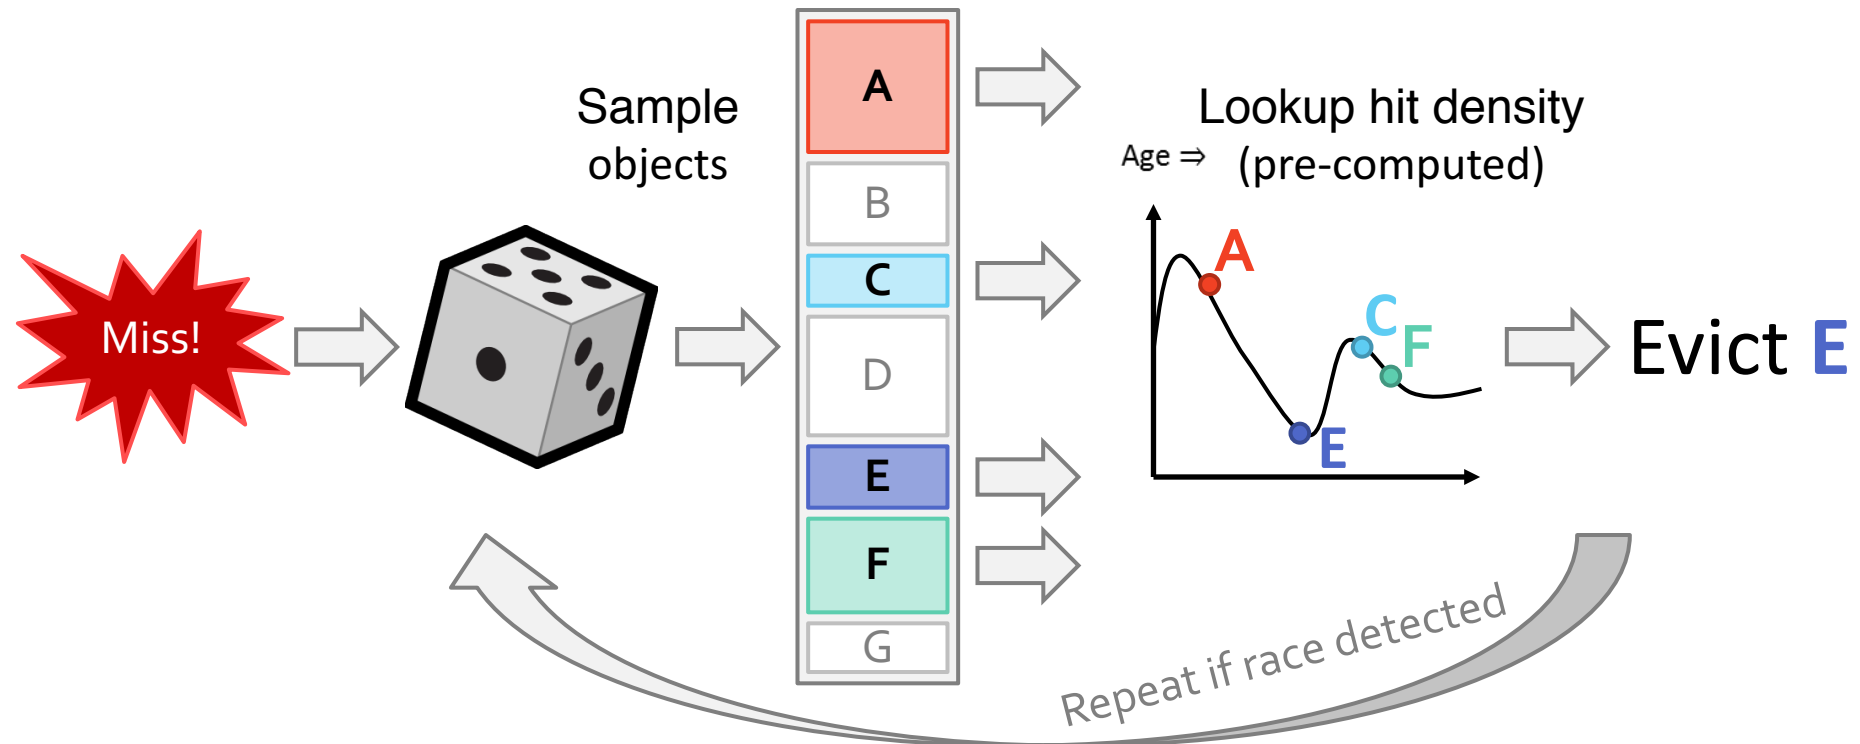 Miss!
Sample
objects
A
B
C
D
E
F
G
Lookup hit density
Age ⇒ (pre-computed)
A
C
F
E
Evict E
Repeat if race detected